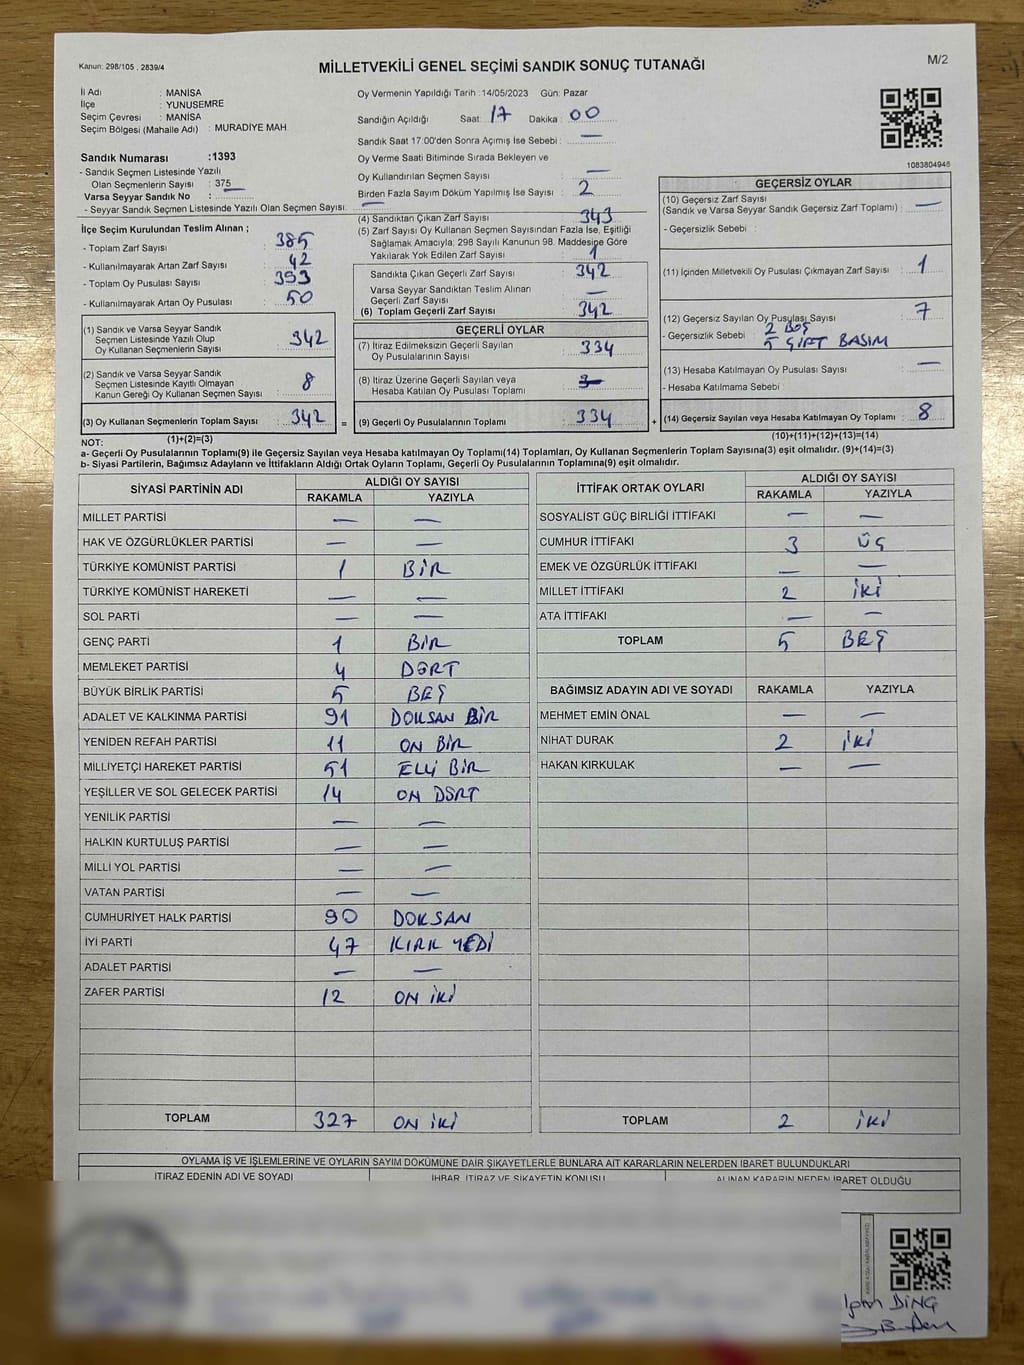 Kanun: 298/105 , 2839/4
MİLLETVEKİLİ GENEL SEÇİMİ SANDIK SONUÇ TUTANAĞI
M/2
İl Adı : MANİSA
İlçe : YUNUSEMRE
Seçim Çevresi : MANİSA
Seçim Bölgesi (Mahalle Adı) : MURADİYE MAH
Sandık Numarası :1393
- Sandık Seçmen Listesinde Yazılı
Olan Seçmenlerin Sayısı : 375
Varsa Seyyar Sandık No : —
- Seyyar Sandık Seçmen Listesinde Yazılı Olan Seçmen Sayısı: —
Oy Vermenin Yapıldığı Tarih :14/05/2023 Gün: Pazar
Sandığın Açıldığı Saat: 17 Dakika : 00
Sandık Saat 17:00'den Sonra Açımış İse Sebebi : —
Oy Verme Saati Bitiminde Sırada Bekleyen ve
Oy Kullandırılan Seçmen Sayısı : —
Birden Fazla Sayım Döküm Yapılmış İse Sayısı : 2
1083804948
İlçe Seçim Kurulundan Teslim Alınan ;
- Toplam Zarf Sayısı : 385
- Kullanılmayarak Artan Zarf Sayısı : 42
- Toplam Oy Pusulası Sayısı : 393
- Kullanılmayarak Artan Oy Pusulası : 50
(1) Sandık ve Varsa Seyyar Sandık
Seçmen Listesinde Yazılı Olup
Oy Kullanan Seçmenlerin Sayısı : 342
(2) Sandık ve Varsa Seyyar Sandık
Seçmen Listesinde Kayıtlı Olmayan
Kanun Gereği Oy Kullanan Seçmen Sayısı : 8
(3) Oy Kullanan Seçmenlerin Toplam Sayısı : 342 =
(1)+(2)=(3)
(4) Sandıktan Çıkan Zarf Sayısı : 343
(5) Zarf Sayısı Oy Kullanan Seçmen Sayısından Fazla İse, Eşitliği
Sağlamak Amacıyla, 298 Sayılı Kanunun 98. Maddesine Göre
Yakılarak Yok Edilen Zarf Sayısı : 1
Sandıkta Çıkan Geçerli Zarf Sayısı : 342
Varsa Seyyar Sandıktan Teslim Alınan
Geçerli Zarf Sayısı : —
(6) Toplam Geçerli Zarf Sayısı : 342
GEÇERLİ OYLAR
(7) İtiraz Edilmeksizin Geçerli Sayılan
Oy Pusulalarının Sayısı : 334
(8) İtiraz Üzerine Geçerli Sayılan veya
Hesaba Katılan Oy Pusulası Toplamı :
(9) Geçerli Oy Pusulalarının Toplamı : 334 +
GEÇERSİZ OYLAR
(10) Geçersiz Zarf Sayısı
(Sandık ve Varsa Seyyar Sandık Geçersiz Zarf Toplamı) : —
- Geçersizlik Sebebi :
(11) İçinden Milletvekili Oy Pusulası Çıkmayan Zarf Sayısı : 1
(12) Geçersiz Sayılan Oy Pusulası Sayısı : 7
- Geçersizlik Sebebi : 2 BOŞ
5 ÇİFT BASIM
(13) Hesaba Katılmayan Oy Pusulası Sayısı : —
- Hesaba Katılmama Sebebi :
(14) Geçersiz Sayılan veya Hesaba Katılmayan Oy Toplamı : 8
(10)+(11)+(12)+(13)=(14)
NOT:
a- Geçerli Oy Pusulalarının Toplamı(9) ile Geçersiz Sayılan veya Hesaba katılmayan Oy Toplamı(14) Toplamları, Oy Kullanan Seçmenlerin Toplam Sayısına(3) eşit olmalıdır. (9)+(14)=(3)
b- Siyasi Partilerin, Bağımsız Adayların ve İttifakların Aldığı Ortak Oyların Toplamı, Geçerli Oy Pusulalarının Toplamına(9) eşit olmalıdır.
SİYASİ PARTİNİN ADI ALDIĞI OY SAYISI
RAKAMLA YAZIYLA
MİLLET PARTİSİ — —
HAK VE ÖZGÜRLÜKLER PARTİSİ — —
TÜRKİYE KOMÜNİST PARTİSİ 1 BİR
TÜRKİYE KOMÜNİST HAREKETİ — —
SOL PARTİ — —
GENÇ PARTİ 1 BİR
MEMLEKET PARTİSİ 4 DÖRT
BÜYÜK BİRLİK PARTİSİ 5 BEŞ
ADALET VE KALKINMA PARTİSİ 91 DOKSAN BİR
YENİDEN REFAH PARTİSİ 11 ON BİR
MİLLİYETÇİ HAREKET PARTİSİ 51 ELLİ BİR
YEŞİLLER VE SOL GELECEK PARTİSİ 14 ON DÖRT
YENİLİK PARTİSİ — —
HALKIN KURTULUŞ PARTİSİ — —
MİLLİ YOL PARTİSİ — —
VATAN PARTİSİ — —
CUMHURİYET HALK PARTİSİ 90 DOKSAN
İYİ PARTİ 47 KIRK YEDİ
ADALET PARTİSİ — —
ZAFER PARTİSİ 12 ON İKİ
TOPLAM 327 ON İKİ
İTTİFAK ORTAK OYLARI ALDIĞI OY SAYISI
RAKAMLA YAZIYLA
SOSYALİST GÜÇ BİRLİĞİ İTTİFAKI — —
CUMHUR İTTİFAKI 3 ÜÇ
EMEK VE ÖZGÜRLÜK İTTİFAKI — —
MİLLET İTTİFAKI 2 İKİ
ATA İTTİFAKI — —
TOPLAM 5 BEŞ
BAĞIMSIZ ADAYIN ADI VE SOYADI RAKAMLA YAZIYLA
MEHMET EMİN ÖNAL — —
NİHAT DURAK 2 İKİ
HAKAN KIRKULAK — —
TOPLAM 2 İKİ
OYLAMA İŞ VE İŞLEMLERİNE VE OYLARIN SAYIM DÖKÜMÜNE DAİR ŞİKAYETLERLE BUNLARA AİT KARARLARIN NELERDEN İBARET BULUNDUKLARI
İTİRAZ EDENİN ADI VE SOYADI İHBAR, İTİRAZ VE ŞİKAYETİN KONUSU ALINAN KARARIN NEDEN İBARET OLDUĞU